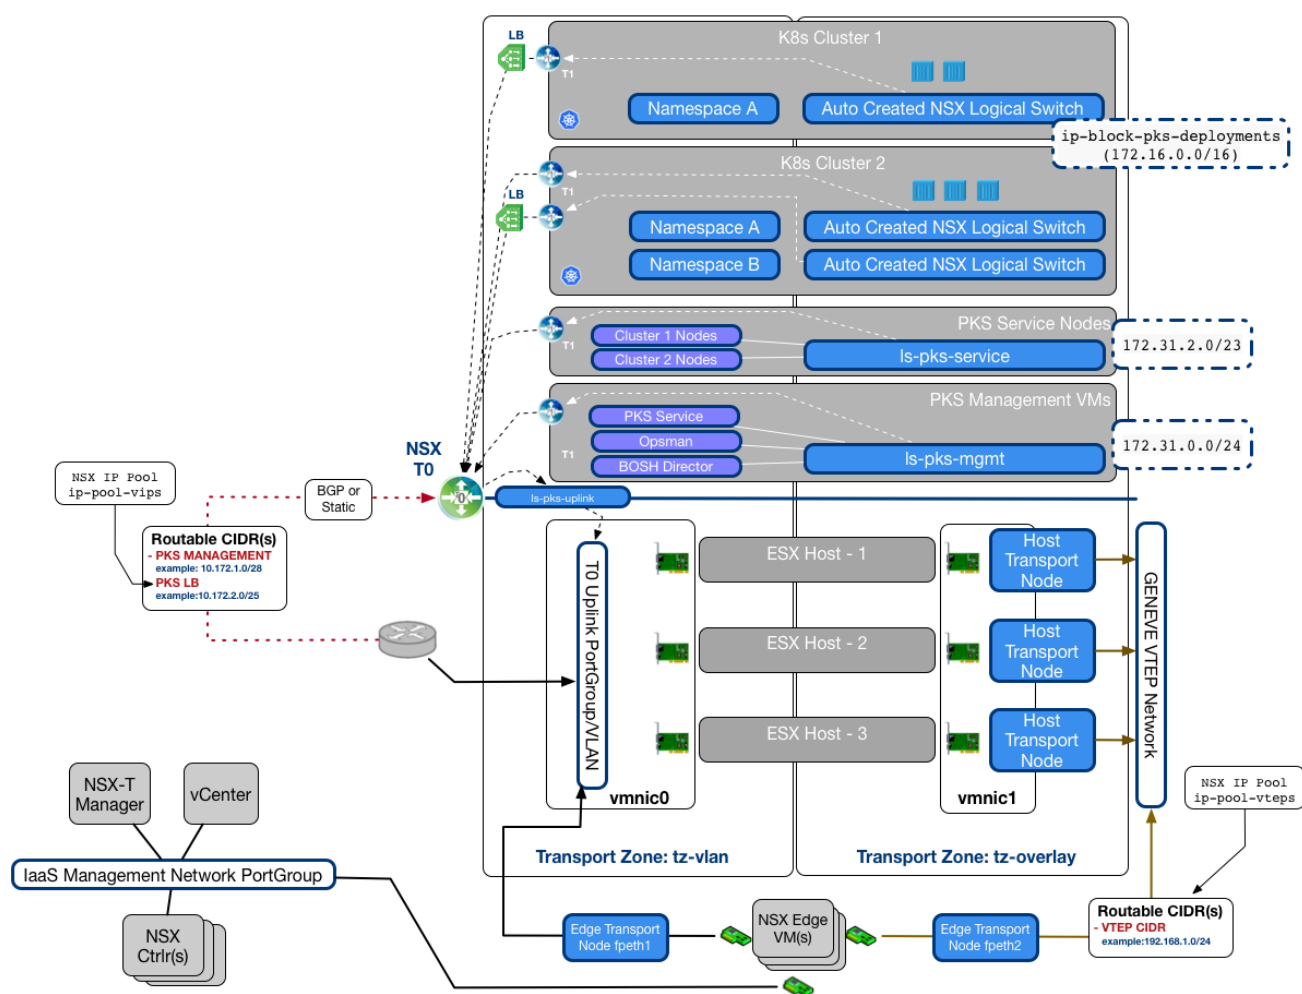 LB
T1
K8s Cluster 1
Namespace A
Auto Created NSX Logical Switch
ip-block-pks-deployments
(172.16.0.0/16)
K8s Cluster 2
T1
LB
Namespace A
Auto Created NSX Logical Switch
Namespace B
Auto Created NSX Logical Switch
PKS Service Nodes
T1
Cluster 1 Nodes
Cluster 2 Nodes
ls-pks-service
172.31.2.0/23
PKS Management VMs
T1
PKS Service
Opsman
BOSH Director
ls-pks-mgmt
172.31.0.0/24
NSX
T0
ls-pks-uplink
NSX IP Pool
ip-pool-vips
BGP or
Static
Routable CIDR(s)
- PKS MANAGEMENT
example: 10.172.1.0/28
- PKS LB
example:10.172.2.0/25
T0 Uplink PortGroup/VLAN
vmnic0
ESX Host - 1
ESX Host - 2
ESX Host - 3
vmnic1
Host
Transport
Node
Host
Transport
Node
Host
Transport
Node
GENEVE VTEP Network
NSX IP Pool
ip-pool-vteps
Transport Zone: tz-vlan
Transport Zone: tz-overlay
NSX-T
Manager
vCenter
IaaS Management Network PortGroup
NSX
Ctrlr(s)
Edge Transport
Node fpeth1
NSX Edge
VM(s)
Edge Transport
Node fpeth2
Routable CIDR(s)
- VTEP CIDR
example:192.168.1.0/24